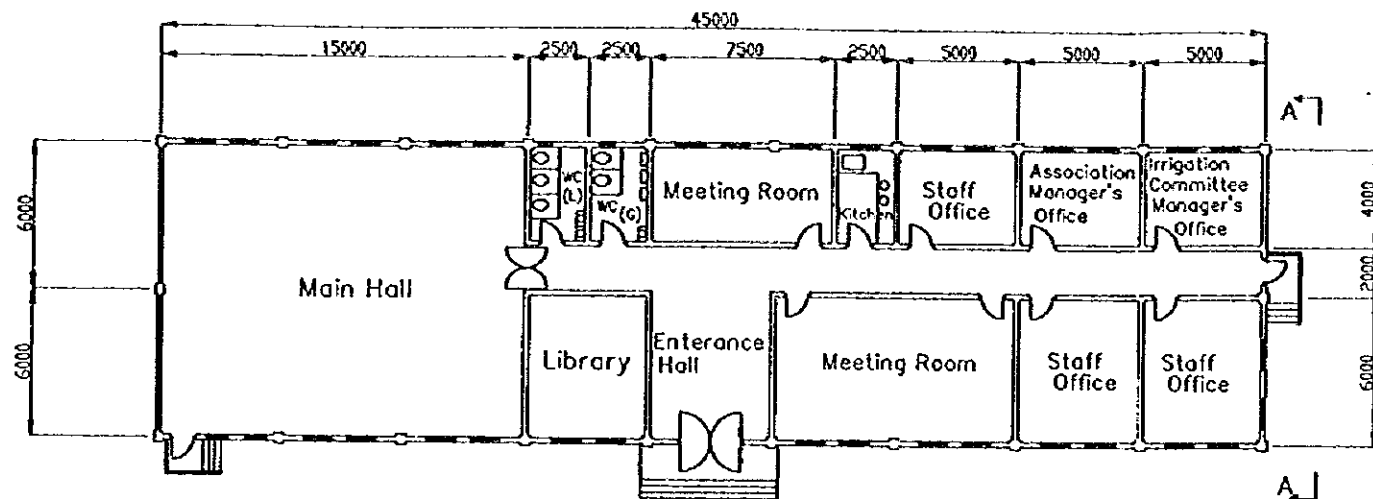 45000
15000
2500
2500
7500
2500
5000
5000
5000
A
6000
6000
4000
2000
6000
WC
(L)
WC (G)
Meeting Room
Kitchen
Staff
Office
Association
Manager's
Office
Irrigation
Committee
Manager's
Office
Main Hall
Library
Enterance
Hall
Meeting Room
Staff
Office
Staff
Office
A